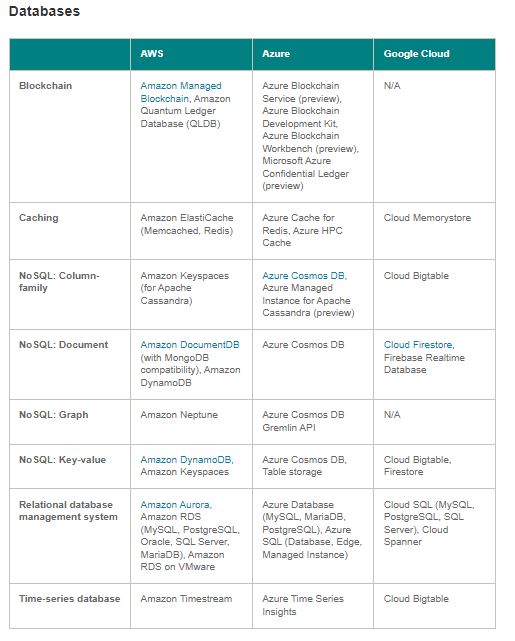 Databases
AWS
Azure
Google Cloud
Blockchain
Amazon Managed
Blockchain, Amazon
Quantum Ledger
Database (QLDB)
Azure Blockchain
Service (preview),
Azure Blockchain
Development Kit,
Azure Blockchain
Workbench (preview),
Microsoft Azure
Confidential Ledger
(preview)
N/A
Caching
Amazon ElastiCache
(Memcached, Redis)
Azure Cache for
Redis, Azure HPC
Cache
Cloud Memorystore
NoSQL: Column-
family
Amazon Keyspaces
(for Apache
Cassandra)
Azure Cosmos DB,
Azure Managed
Instance for Apache
Cassandra (preview)
Cloud Bigtable
NoSQL: Document
Amazon DocumentDB
(with MongoDB
compatibility), Amazon
DynamoDB
Azure Cosmos DB
Cloud Firestore,
Firebase Realtime
Database
NoSQL: Graph
Amazon Neptune
Azure Cosmos DB
Gremlin API
N/A
NoSQL: Key-value
Amazon DynamoDB,
Amazon Keyspaces
Azure Cosmos DB,
Table storage
Cloud Bigtable,
Firestore
Relational database
management system
Amazon Aurora,
Amazon RDS
(MySQL, PostgreSQL,
Oracle, SQL Server,
MariaDB), Amazon
RDS on VMware
Azure Database
(MySQL, MariaDB,
PostgreSQL), Azure
SQL (Database, Edge,
Managed Instance)
Cloud SQL (MySQL,
PostgreSQL, SQL
Server), Cloud
Spanner
Time-series database
Amazon Timestream
Azure Time Series
Insights
Cloud Bigtable